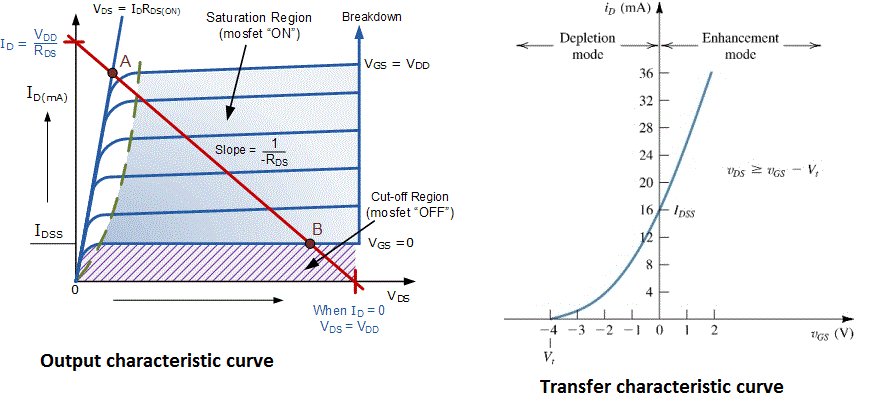 VDS = IDRDS(ON)
Saturation Region
(mosfet "ON")
Breakdown
ID = VDD
RDS
A
VGS = VDD
ID(mA)
Slope = 1
-RDS
Cut-off Region
(mosfet "OFF")
B
IDSS
VGS =0
0
VDS
When ID = 0
VDS = VDD
Output characteristic curve
iD (mA)
Depletion
mode
Enhancement
mode
36
32
28
24
20
16
12
8
4
vDS ≥ vGS − Vt
IDSS
−4 −3 −2 −1 0 1 2
vGS (V)
Vt
Transfer characteristic curve